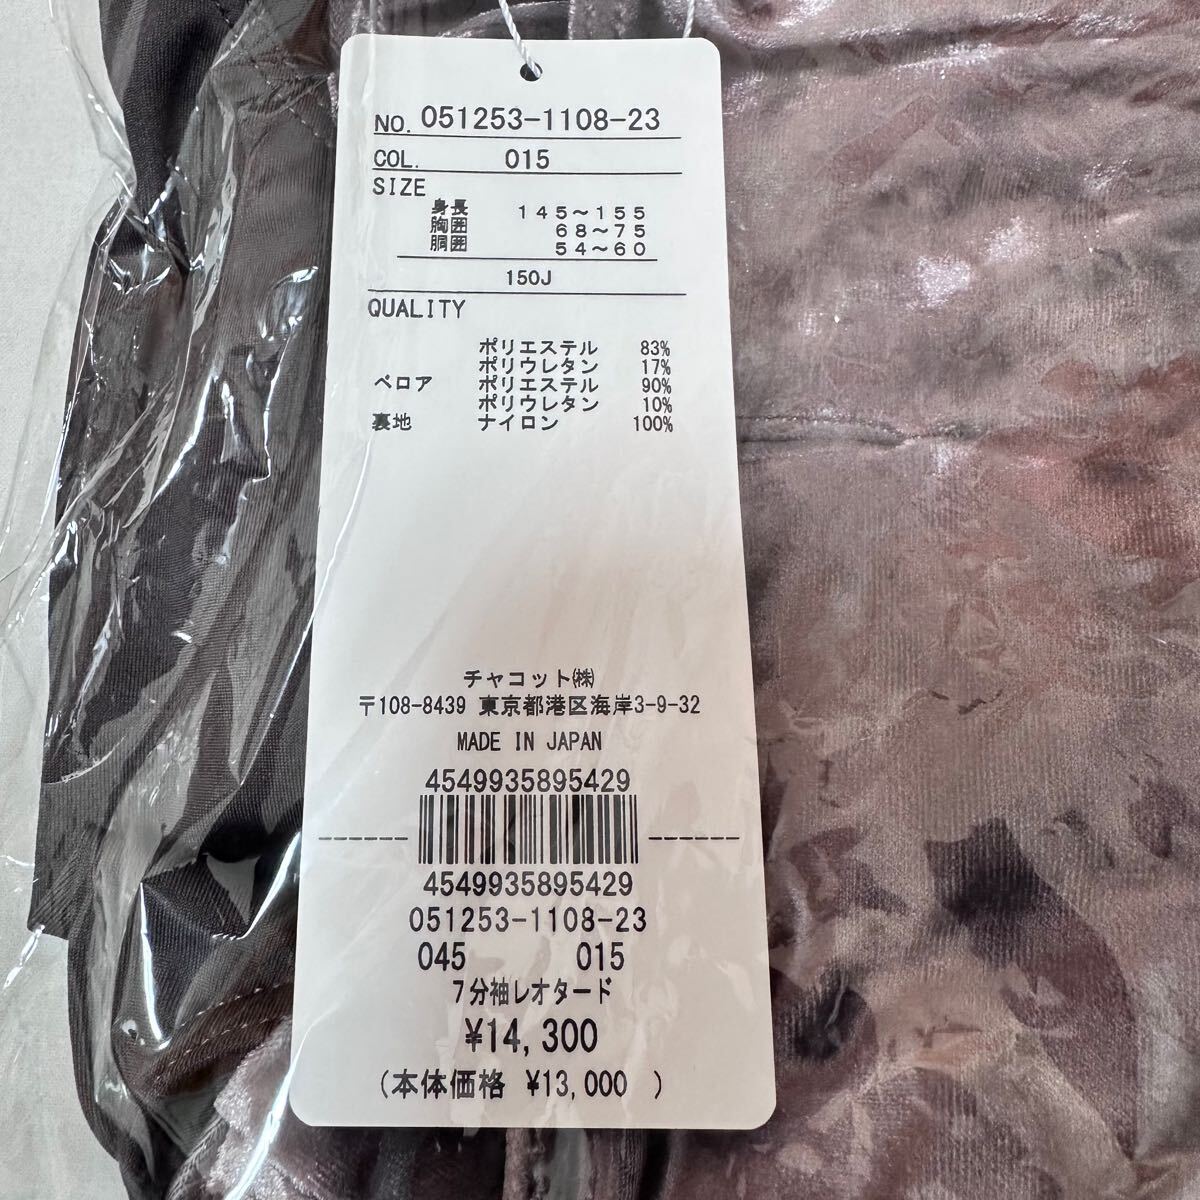 NO. 051253-1108-23
COL. 015
SIZE
身長 145~155
胸囲 68~75
胴囲 54~60
150J
QUALITY
ポリエステル 83%
ポリウレタン 17%
ベロア ポリエステル 90%
ポリウレタン 10%
裏地 ナイロン 100%
チャコット㈱
〒108-8439 東京都港区海岸3-9-32
MADE IN JAPAN
4549935895429
4549935895429
051253-1108-23
045 015
7分袖レオタード
¥14,300
(本体価格 ¥13,000 )